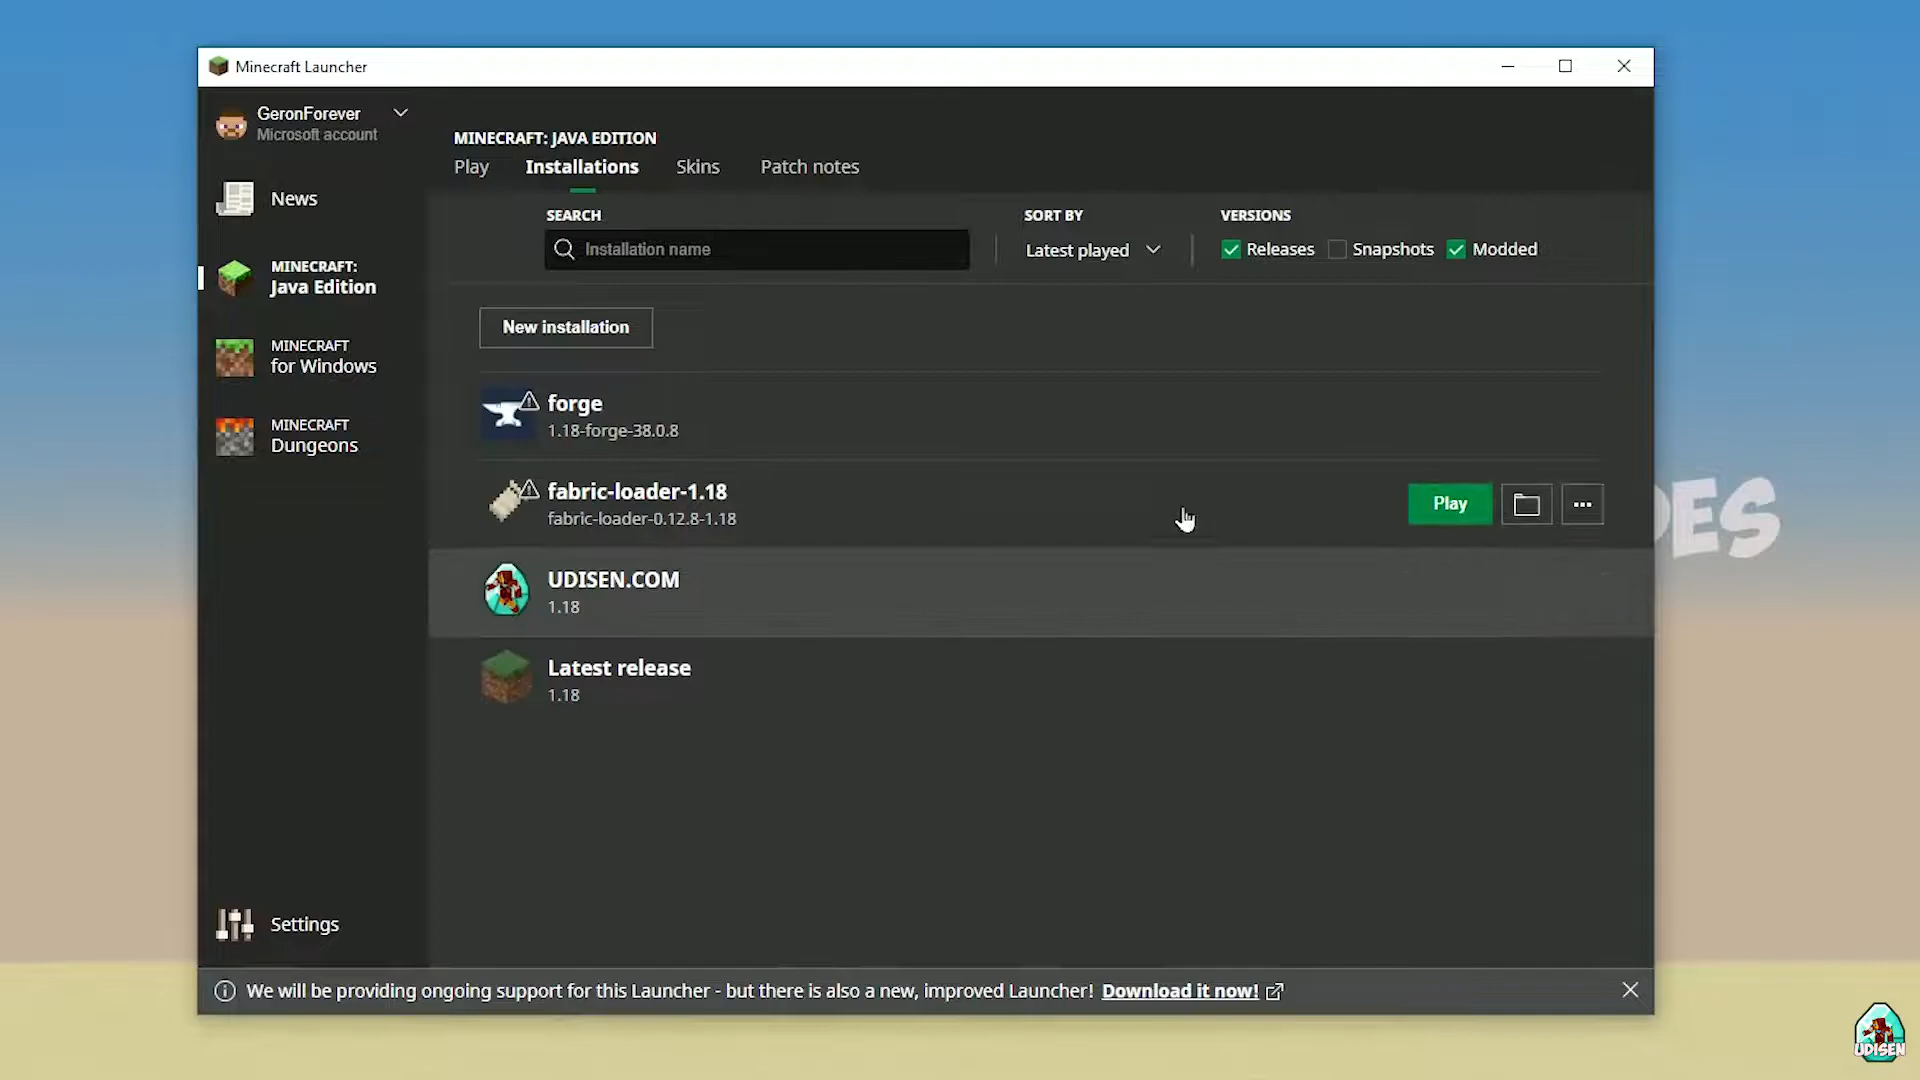 Minecraft Launcher
GeronForever
Microsoft account
News
MINECRAFT:
Java Edition
MINECRAFT
for Windows
MINECRAFT
Dungeons
Settings
MINECRAFT: JAVA EDITION
Play Installations Skins Patch notes
SEARCH SORT BY VERSIONS
Installation name Latest played Releases Snapshots Modded
New installation
forge
1.18-forge-38.0.8
fabric-loader-1.18
fabric-loader-0.12.8-1.18
Play
UDISEN.COM
1.18
Latest release
1.18
We will be providing ongoing support for this Launcher - but there is also a new, improved Launcher! Download it now!
UDISEN